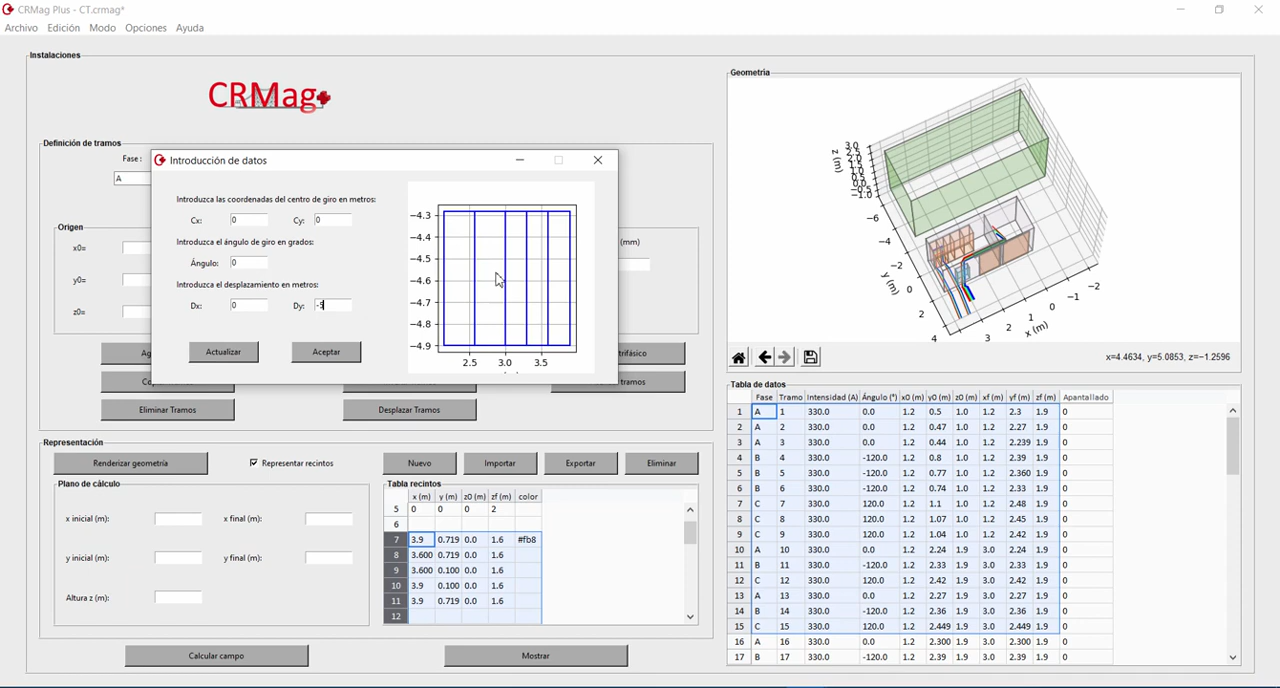 CRMag Plus - CT.crmag*
Archivo Edición Modo Opciones Ayuda
Instalaciones
CRMag
Definición de tramos
Fase :
A
Origen
x0=
y0=
z0=
(mm)
Introducción de datos
Introduzca las coordenadas del centro de giro en metros:
Cx: 0 Cy: 0
Introduzca el ángulo de giro en grados:
Ángulo: 0
Introduzca el desplazamiento en metros:
Dx: 0 Dy: -5
Actualizar Aceptar
−4.3
−4.4
−4.5
−4.6
−4.7
−4.8
−4.9
2.5 3.0 3.5
trifásico
tramos
Eliminar Tramos Desplazar Tramos
Representación
Renderizar geometría Representar recintos Nuevo Importar Exportar Eliminar
Plano de cálculo
x inicial (m): x final (m):
y inicial (m): y final (m):
Altura z (m):
Tabla recintos
x (m) y (m) z0 (m) zf (m) color
5 0 0 0 2
6
7 3.9 0.719 0.0 1.6 #fb8
8 3.600 0.719 0.0 1.6
9 3.600 0.100 0.0 1.6
10 3.9 0.100 0.0 1.6
11 3.9 0.719 0.0 1.6
12
Calcular campo Mostrar
Geometría
z (m)
3.0
−1.0
−6
−4
−2
0
2
4
y (m)
3 2 1 0 −1 −2
x (m)
x=4.4634, y=5.0853, z=−1.2596
Tabla de datos
Fase Tramo Intensidad (A) Ángulo (°) x0 (m) y0 (m) z0 (m) xf (m) yf (m) zf (m) Apantallado
1 A 1 330.0 0.0 1.2 0.5 1.0 1.2 2.3 1.9 0
2 A 2 330.0 0.0 1.2 0.47 1.0 1.2 2.27 1.9 0
3 A 3 330.0 0.0 1.2 0.44 1.0 1.2 2.239 1.9 0
4 B 4 330.0 -120.0 1.2 0.8 1.0 1.2 2.39 1.9 0
5 B 5 330.0 -120.0 1.2 0.77 1.0 1.2 2.360 1.9 0
6 B 6 330.0 -120.0 1.2 0.74 1.0 1.2 2.33 1.9 0
7 C 7 330.0 120.0 1.2 1.1 1.0 1.2 2.48 1.9 0
8 C 8 330.0 120.0 1.2 1.07 1.0 1.2 2.45 1.9 0
9 C 9 330.0 120.0 1.2 1.04 1.0 1.2 2.42 1.9 0
10 A 10 330.0 0.0 1.2 2.24 1.9 3.0 2.24 1.9 0
11 B 11 330.0 -120.0 1.2 2.33 1.9 3.0 2.33 1.9 0
12 C 12 330.0 120.0 1.2 2.42 1.9 3.0 2.42 1.9 0
13 A 13 330.0 0.0 1.2 2.27 1.9 3.0 2.27 1.9 0
14 B 14 330.0 -120.0 1.2 2.36 1.9 3.0 2.36 1.9 0
15 C 15 330.0 120.0 1.2 2.449 1.9 3.0 2.449 1.9 0
16 A 16 330.0 0.0 1.2 2.300 1.9 3.0 2.300 1.9 0
17 B 17 330.0 -120.0 1.2 2.39 1.9 3.0 2.39 1.9 0